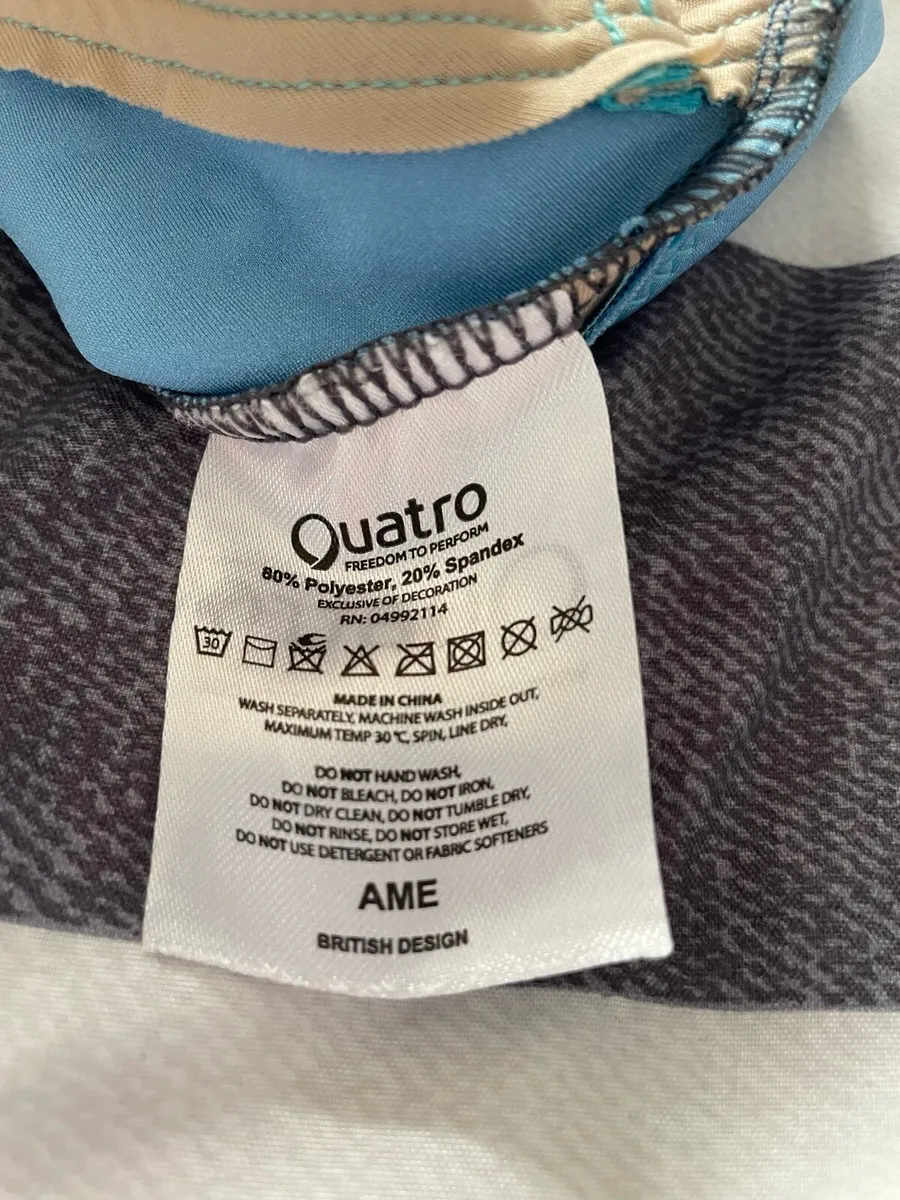 Quatro
FREEDOM TO PERFORM
80% Polyester, 20% Spandex
EXCLUSIVE OF DECORATION
RN: 04992114
30
MADE IN CHINA
WASH SEPARATELY, MACHINE WASH INSIDE OUT,
MAXIMUM TEMP 30 °C, SPIN, LINE DRY,
DO NOT HAND WASH,
DO NOT BLEACH, DO NOT IRON,
DO NOT DRY CLEAN, DO NOT TUMBLE DRY,
DO NOT RINSE, DO NOT STORE WET,
DO NOT USE DETERGENT OR FABRIC SOFTENERS
AME
BRITISH DESIGN